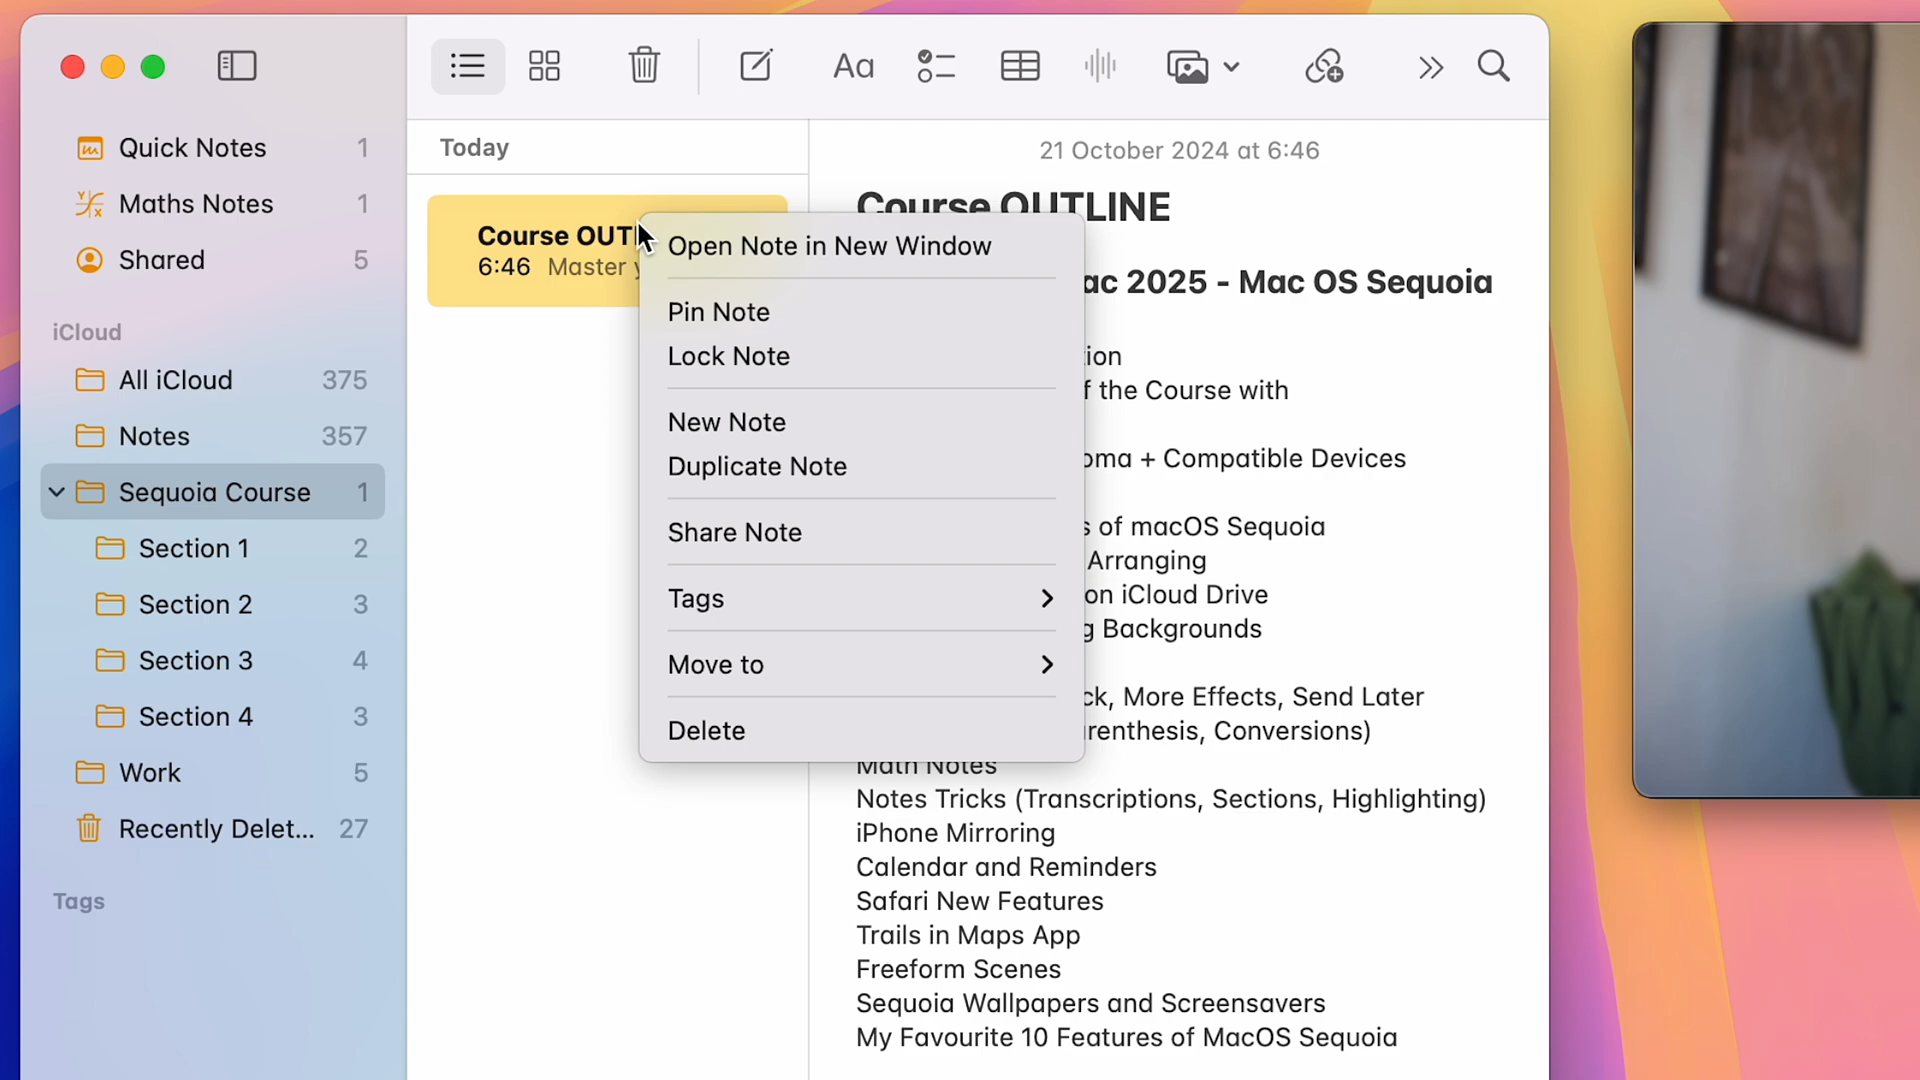 Quick Notes 1
Maths Notes 1
Shared 5
iCloud
All iCloud 375
Notes 357
Sequoia Course 1
Section 1 2
Section 2 3
Section 3 4
Section 4 3
Work 5
Recently Delet... 27
Tags
Aa
Today
Course
6:46 Master
Open Note in New Window
Pin Note
Lock Note
New Note
Duplicate Note
Share Note
Tags
Move to
Delete
21 October 2024 at 6:46
Course OUTLINE
2025 - Mac OS Sequoia
the Course with
+ Compatible Devices
of macOS Sequoia
Arranging
on iCloud Drive
Backgrounds
More Effects, Send Later
Conversions)
Math Notes
Notes Tricks (Transcriptions, Sections, Highlighting)
iPhone Mirroring
Calendar and Reminders
Safari New Features
Trails in Maps App
Freeform Scenes
Sequoia Wallpapers and Screensavers
My Favourite 10 Features of MacOS Sequoia